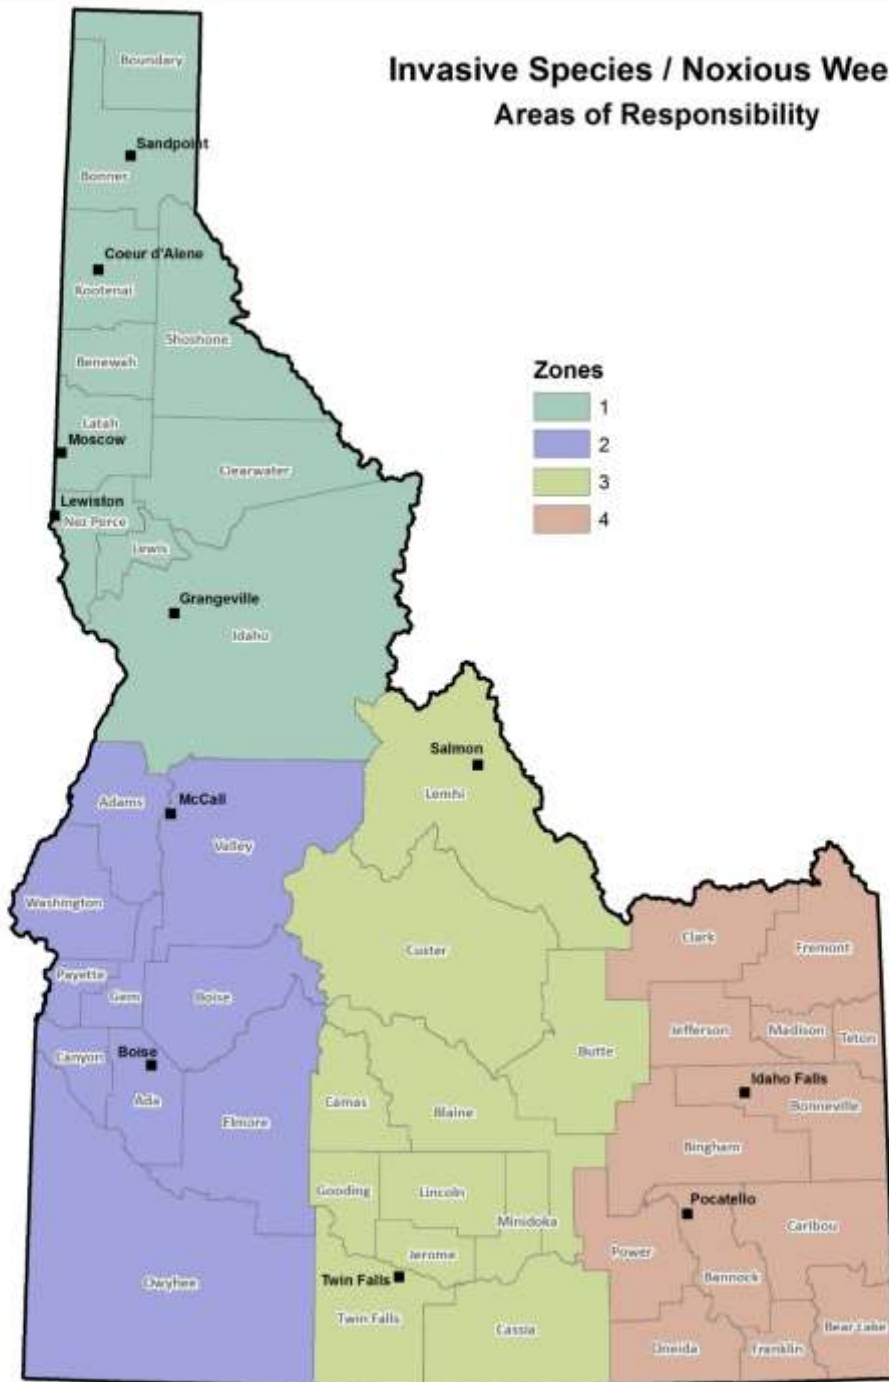 Invasive Species / Noxious Wee
Areas of Responsibility
Boundary
Sandpoint
Bonner
Coeur d'Alene
Kootenai
Shoshone
Benewah
Latah
Moscow
Clearwater
Lewiston
Nez Perce
Lewis
Grangeville
Idaho
Zones
1
2
3
4
Salmon
Lemhi
Adams
McCall
Valley
Washington
Custer
Clark
Fremont
Payette
Gem
Boise
Jefferson
Madison
Teton
Canyon
Boise
Butte
Ada
Idaho Falls
Camas
Blaine
Bonneville
Elmore
Bingham
Gooding
Lincoln
Pocatello
Minidoka
Caribou
Power
Jerome
Bannock
Owyhee
Twin Falls
Twin Falls
Cassia
Bear Lake
Oneida
Franklin